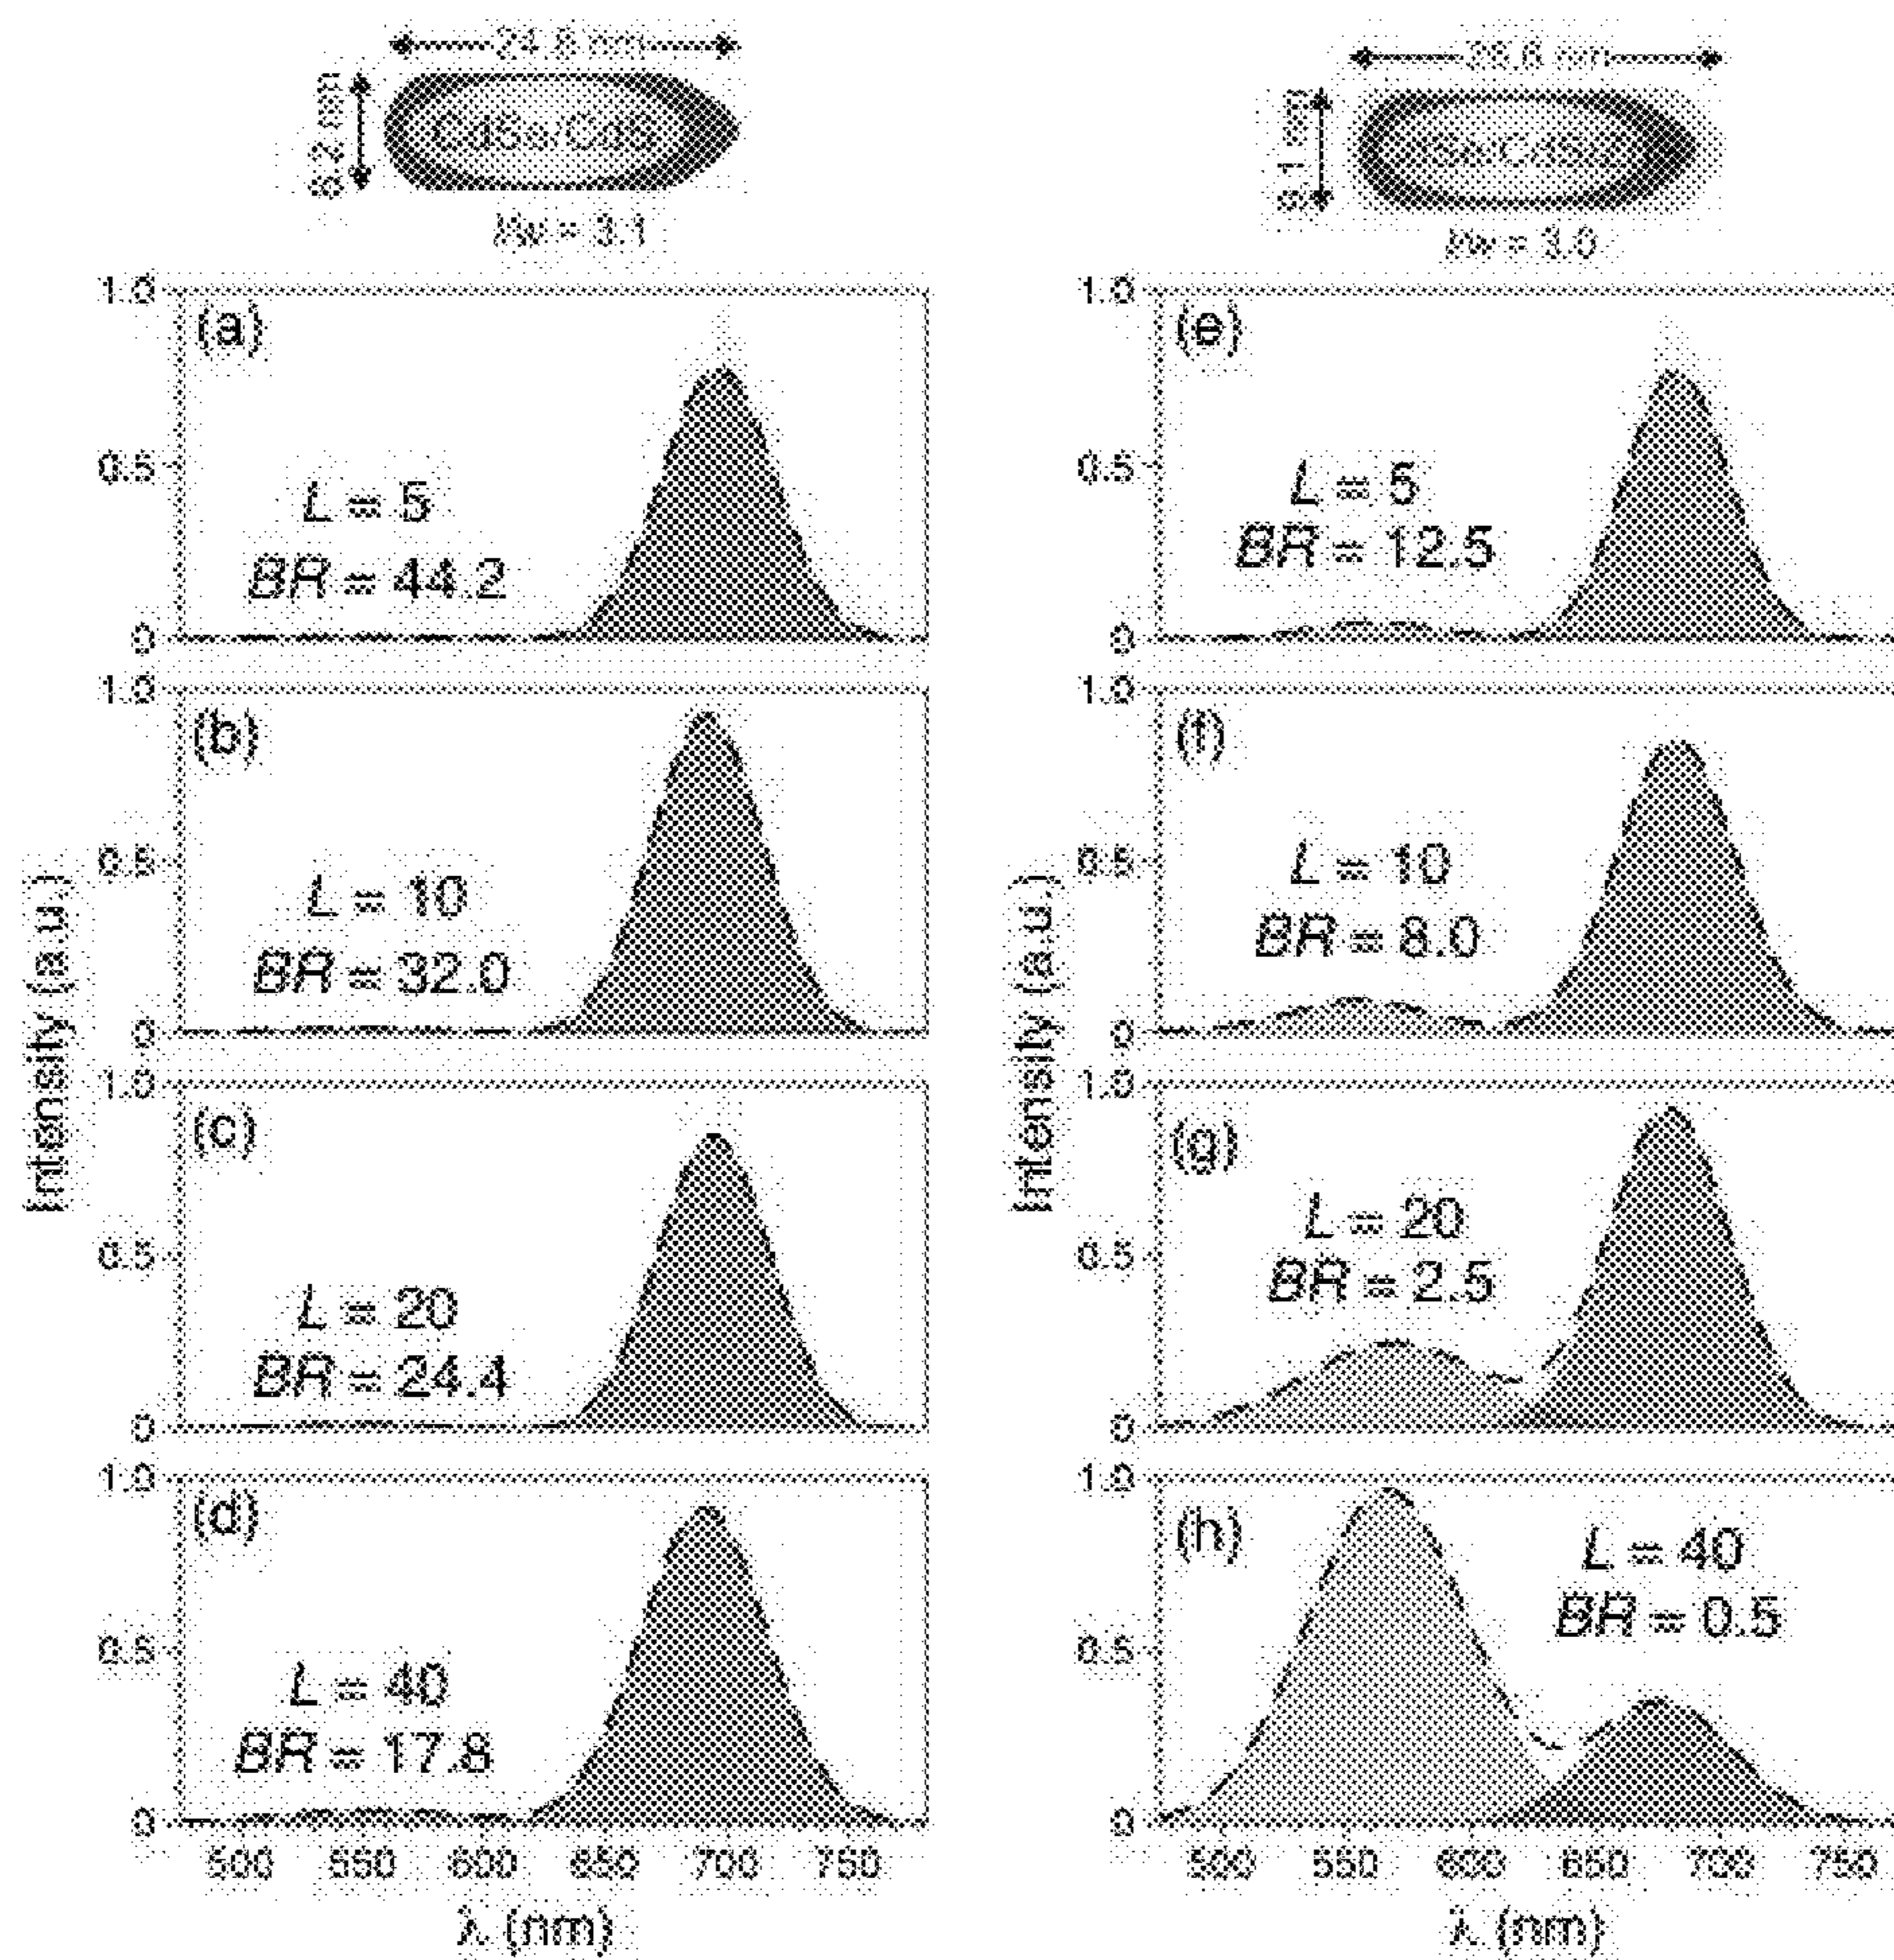 24.8 nm
8.2 nm
CdSe/CdS
l/w = 3.1
nm
l/w = 3.0
Intensity (a.u.)
1.0
0.5
0
(a)
L = 5
BR = 44.2
1.0
0.5
0
(b)
L = 10
BR = 32.0
1.0
0.5
0
(c)
L = 20
BR = 24.4
1.0
0.5
0
(d)
L = 40
BR = 17.8
500 550 600 650 700 750
λ (nm)
Intensity (a.u.)
1.0
0.5
0
(e)
L = 5
BR = 12.5
1.0
0.5
0
(f)
L = 10
BR = 8.0
1.0
0.5
0
(g)
L = 20
BR = 2.5
1.0
0.5
0
(h)
L = 40
BR = 0.5
500 550 600 650 700 750
λ (nm)